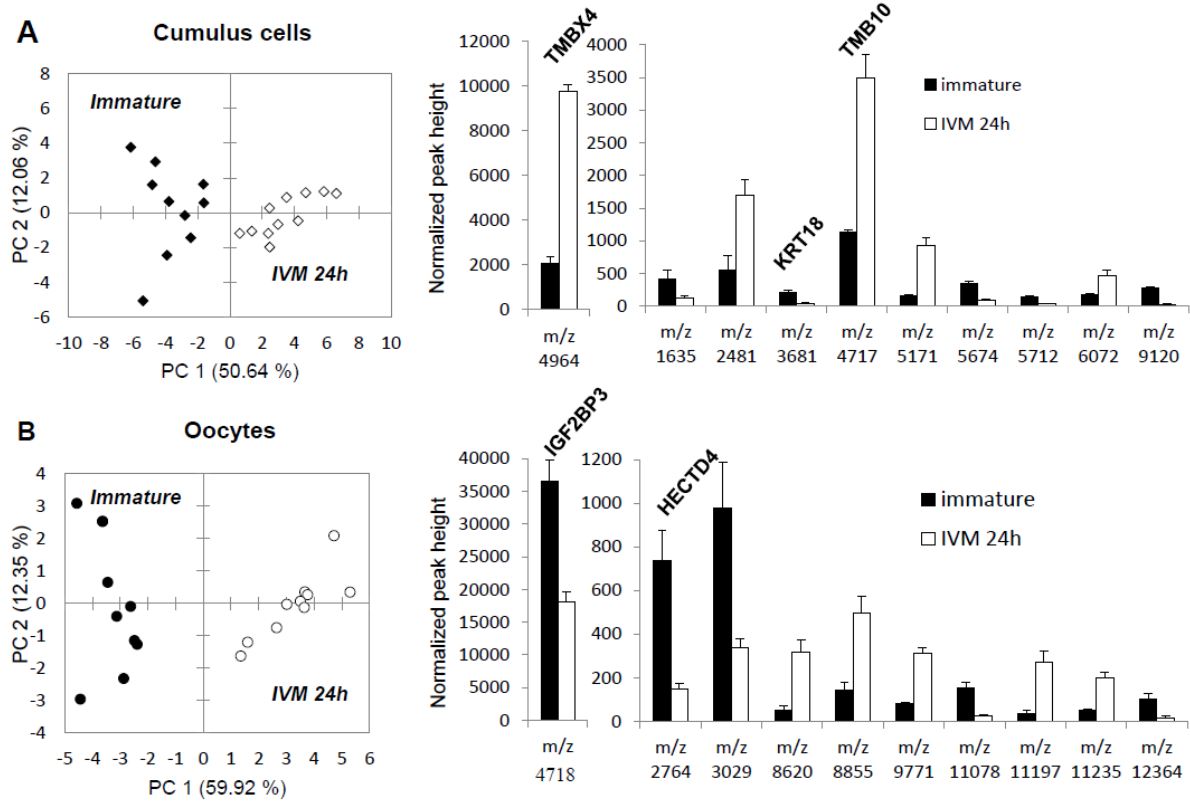 A
Cumulus cells
Immature
IVM 24h
PC 2 (12.06 %)
8
6
4
2
0
-2
-4
-6
-10 -8 -6 -4 -2 0 2 4 6 8 10
PC 1 (50.64 %)
Normalized peak height
12000
10000
8000
6000
4000
2000
0
TMBX4
m/z
4964
4000
3500
3000
2500
2000
1500
1000
500
0
KRT18
TMB10
immature
IVM 24h
m/z m/z m/z m/z m/z m/z m/z m/z m/z
1635 2481 3681 4717 5171 5674 5712 6072 9120
B
Oocytes
Immature
IVM 24h
PC 2 (12.35 %)
4
3
2
1
0
-1
-2
-3
-4
-5 -4 -3 -2 -1 0 1 2 3 4 5 6
PC 1 (59.92 %)
Normalized peak height
40000
35000
30000
25000
20000
15000
10000
5000
0
IGF2BP3
m/z
4718
1200
1000
800
600
400
200
0
HECTD4
immature
IVM 24h
m/z m/z m/z m/z m/z m/z m/z m/z m/z
2764 3029 8620 8855 9771 11078 11197 11235 12364